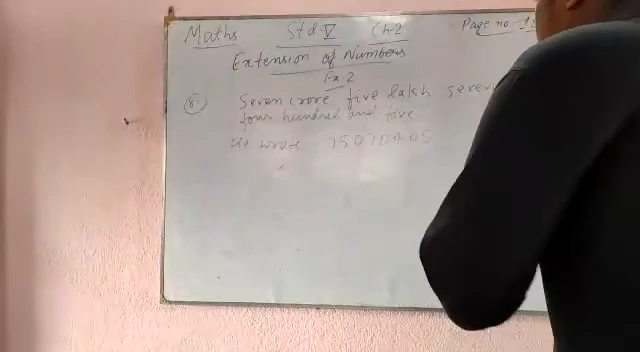 Maths Std-V Ch-2 Page no-
Extension of Numbers
Ex 2
8) Seven crore five lakh seven
four hundred and five
He wrote 75070405